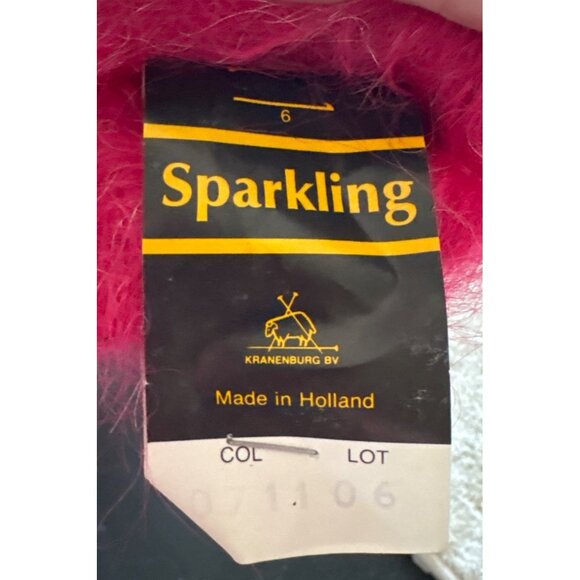 6
Sparkling
KRANENBURG BV
Made in Holland
COL LOT
071106